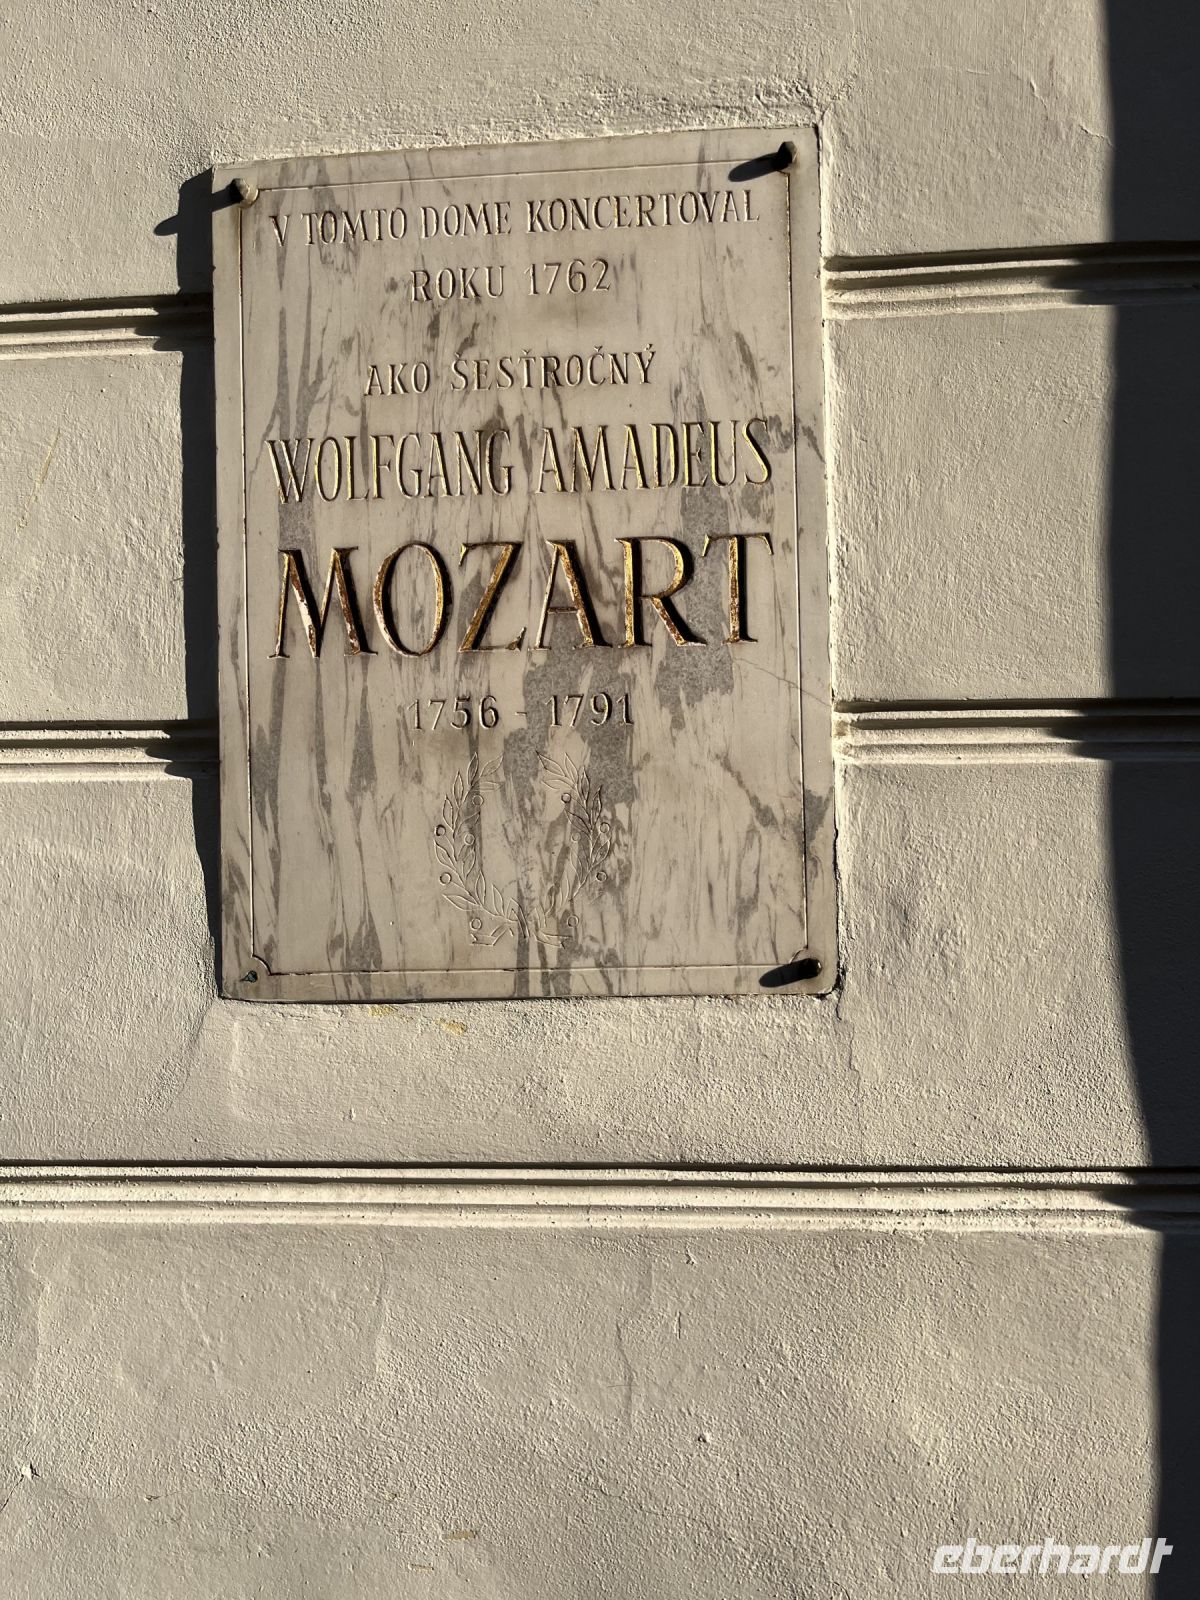 V TOMTO DOME KONCERTOVAL
ROKU 1762
AKO ŠESŤROČNÝ
WOLFGANG AMADEUS
MOZART
1756 - 1791
eberhardt